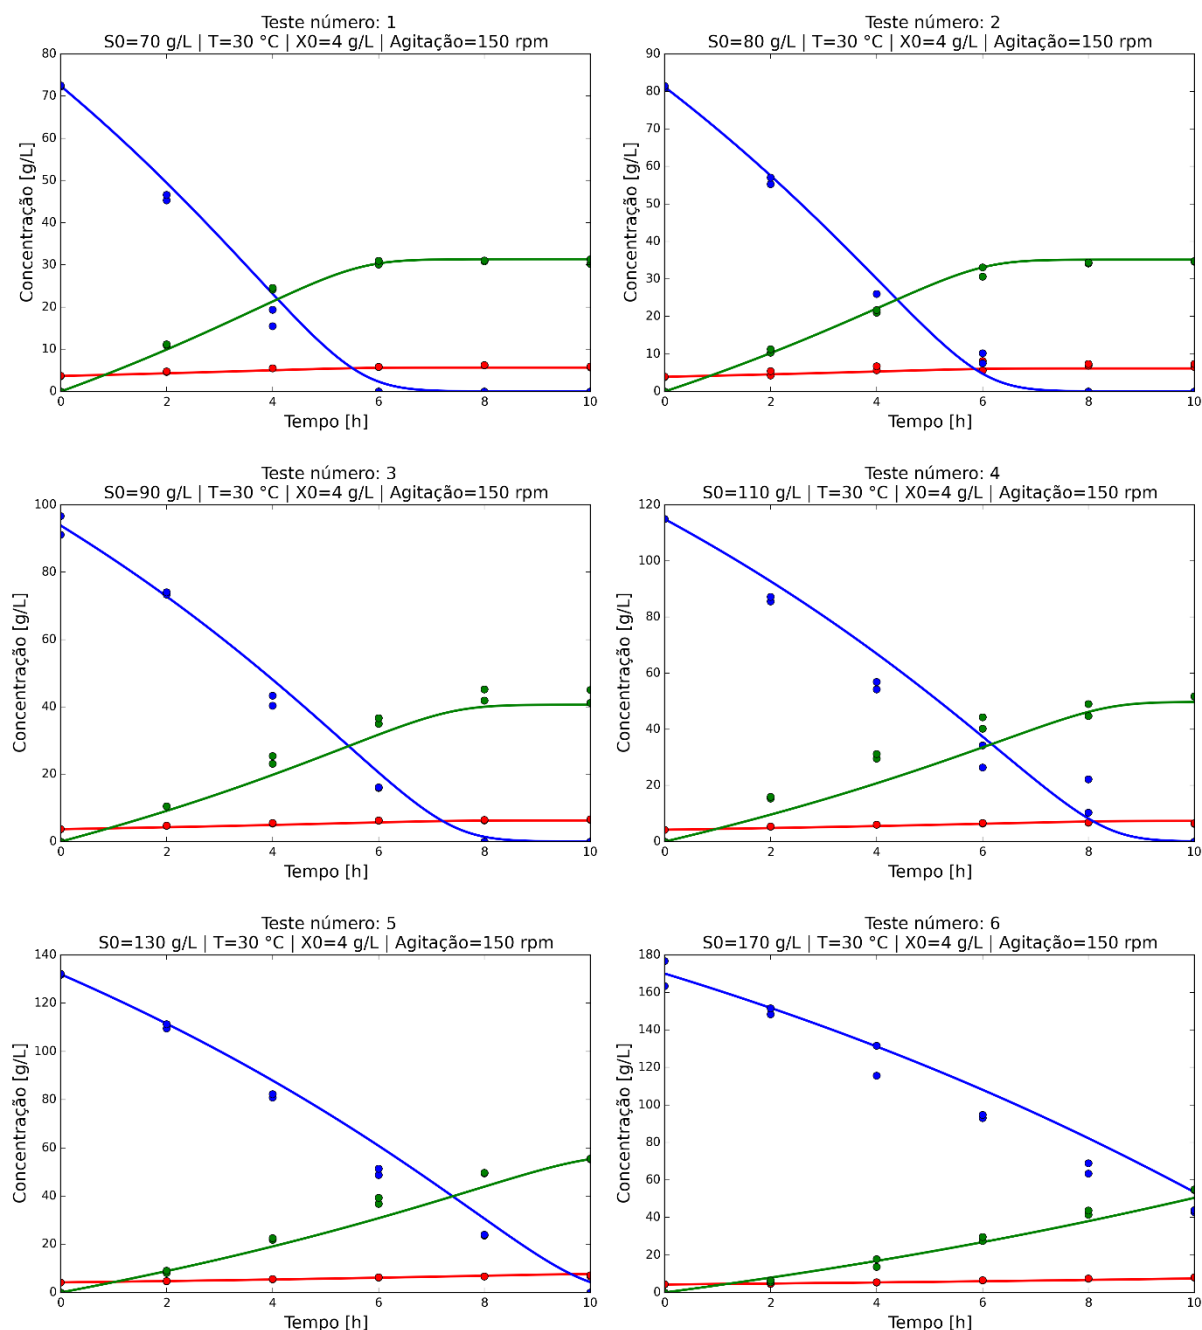 Teste número: 1
S0=70 g/L | T=30 °C | X0=4 g/L | Agitação=150 rpm
Concentração [g/L]
80
70
60
50
40
30
20
10
0
0 2 4 6 8 10
Tempo [h]
Teste número: 2
S0=80 g/L | T=30 °C | X0=4 g/L | Agitação=150 rpm
Concentração [g/L]
90
80
70
60
50
40
30
20
10
0
0 2 4 6 8 10
Tempo [h]
Teste número: 3
S0=90 g/L | T=30 °C | X0=4 g/L | Agitação=150 rpm
Concentração [g/L]
100
80
60
40
20
0
0 2 4 6 8 10
Tempo [h]
Teste número: 4
S0=110 g/L | T=30 °C | X0=4 g/L | Agitação=150 rpm
Concentração [g/L]
120
100
80
60
40
20
0
0 2 4 6 8 10
Tempo [h]
Teste número: 5
S0=130 g/L | T=30 °C | X0=4 g/L | Agitação=150 rpm
Concentração [g/L]
140
120
100
80
60
40
20
0
0 2 4 6 8 10
Tempo [h]
Teste número: 6
S0=170 g/L | T=30 °C | X0=4 g/L | Agitação=150 rpm
Concentração [g/L]
180
160
140
120
100
80
60
40
20
0
0 2 4 6 8 10
Tempo [h]